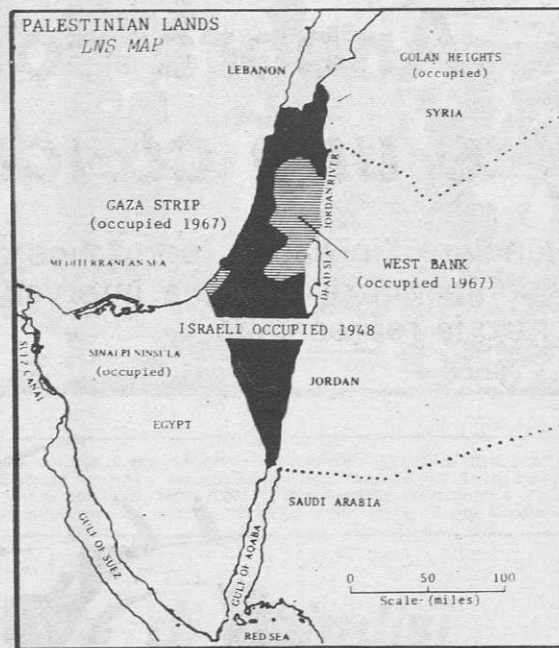 PALESTINIAN LANDS
LNS MAP
LEBANON
GOLAN HEIGHTS
(occupied)
SYRIA
JORDAN RIVER
GAZA STRIP
(occupied 1967)
MEDITERRANEAN SEA
DEAD SEA
WEST BANK
(occupied 1967)
ISRAELI OCCUPIED 1948
SUEZ CANAL
SINAI PENINSULA
(occupied)
JORDAN
EGYPT
SAUDI ARABIA
GULF OF SUEZ
GULF OF AQABA
0 50 100
Scale (miles)
RED SEA